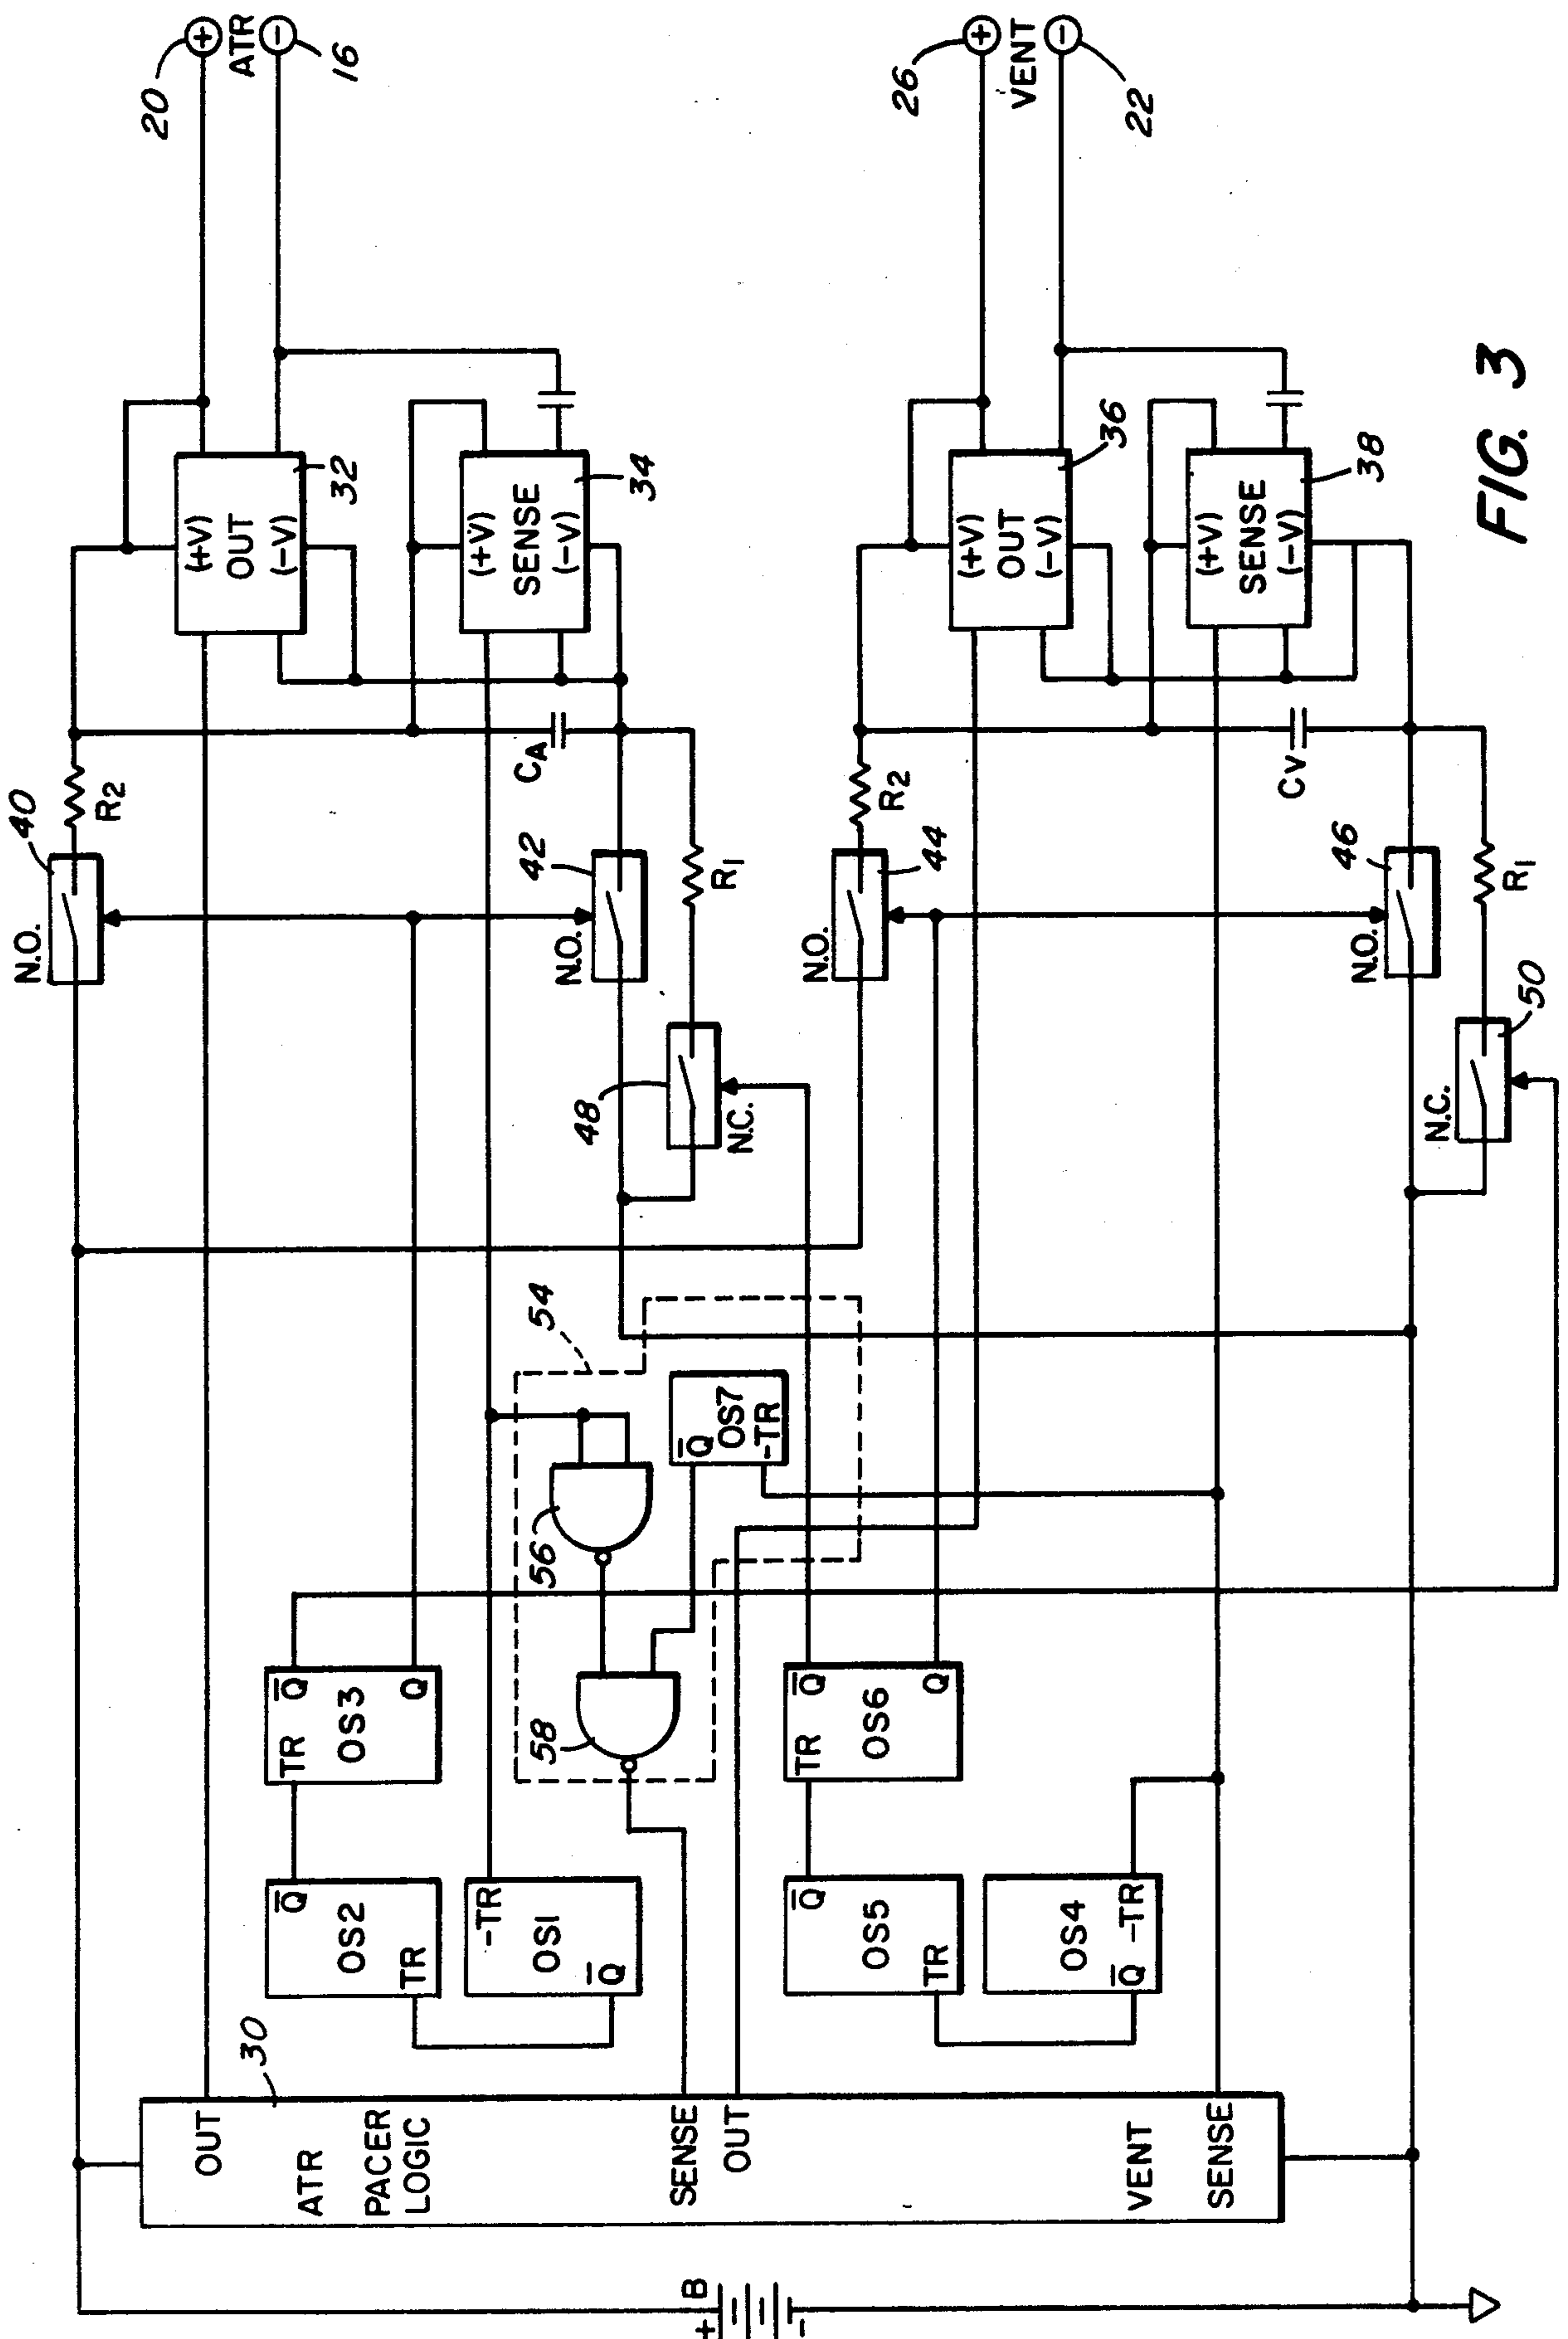 20
+
ATR
-
16
26
+
VENT
-
22
(+V)
OUT
(-V)
32
(+V)
SENSE
(-V)
34
(+V)
OUT
(-V)
36
(+V)
SENSE
(-V)
38
FIG. 3
40
N.O.
R2
CA
42
N.O.
R1
48
N.C.
44
N.O.
R2
CV
46
N.O.
R1
50
N.C.
54
56
58
Q̅
OS7
-TR
Q̅
TR
OS3
Q
Q̅
TR
OS6
Q
Q̅
OS2
TR
-TR
OS1
Q̅
Q̅
OS5
TR
OS4
Q̅ -TR
30
OUT
ATR
PACER
LOGIC
SENSE
OUT
VENT
SENSE
B
+
-